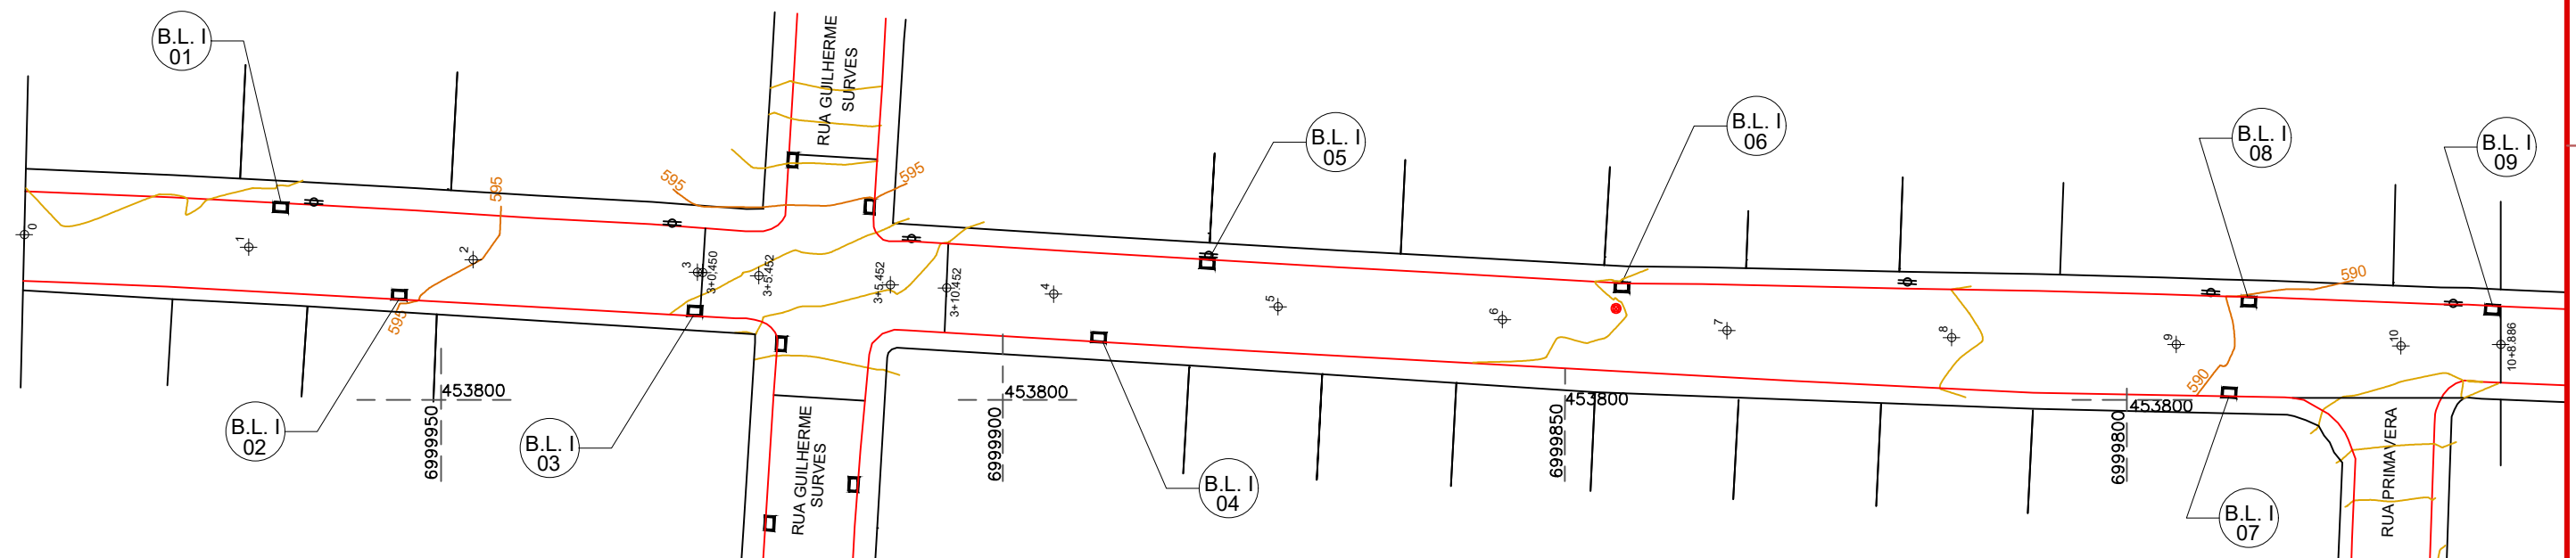 B.L. I
01
RUA GUILHERME
SURVES
B.L. I
05
B.L. I
06
B.L. I
08
B.L. I
09
595
595
595
590
0
1
2
3
3+0.450
3+5.452
3+5.452
3+10.452
4
5
6
7
8
9
10
10+8.886
595
590
453800
453800
453800
453800
6999950
6999900
6999850
6999800
B.L. I
02
B.L. I
03
RUA GUILHERME
SURVES
B.L. I
04
B.L. I
07
RUA PRIMAVERA